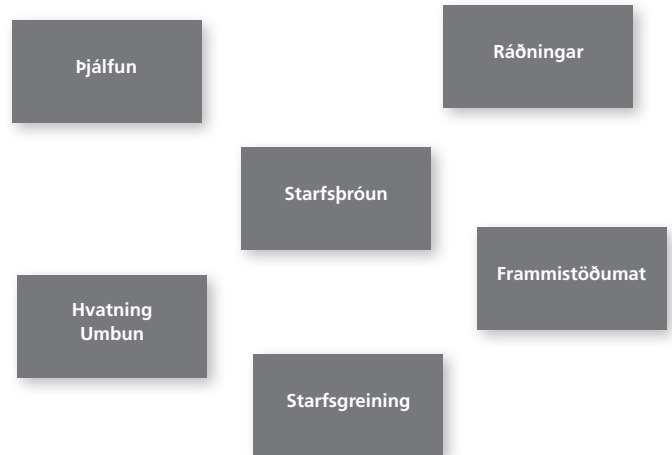 Þjálfun
Ráðningar
Starfsþróun
Frammistöðumat
Hvatning
Umbun
Starfsgreining